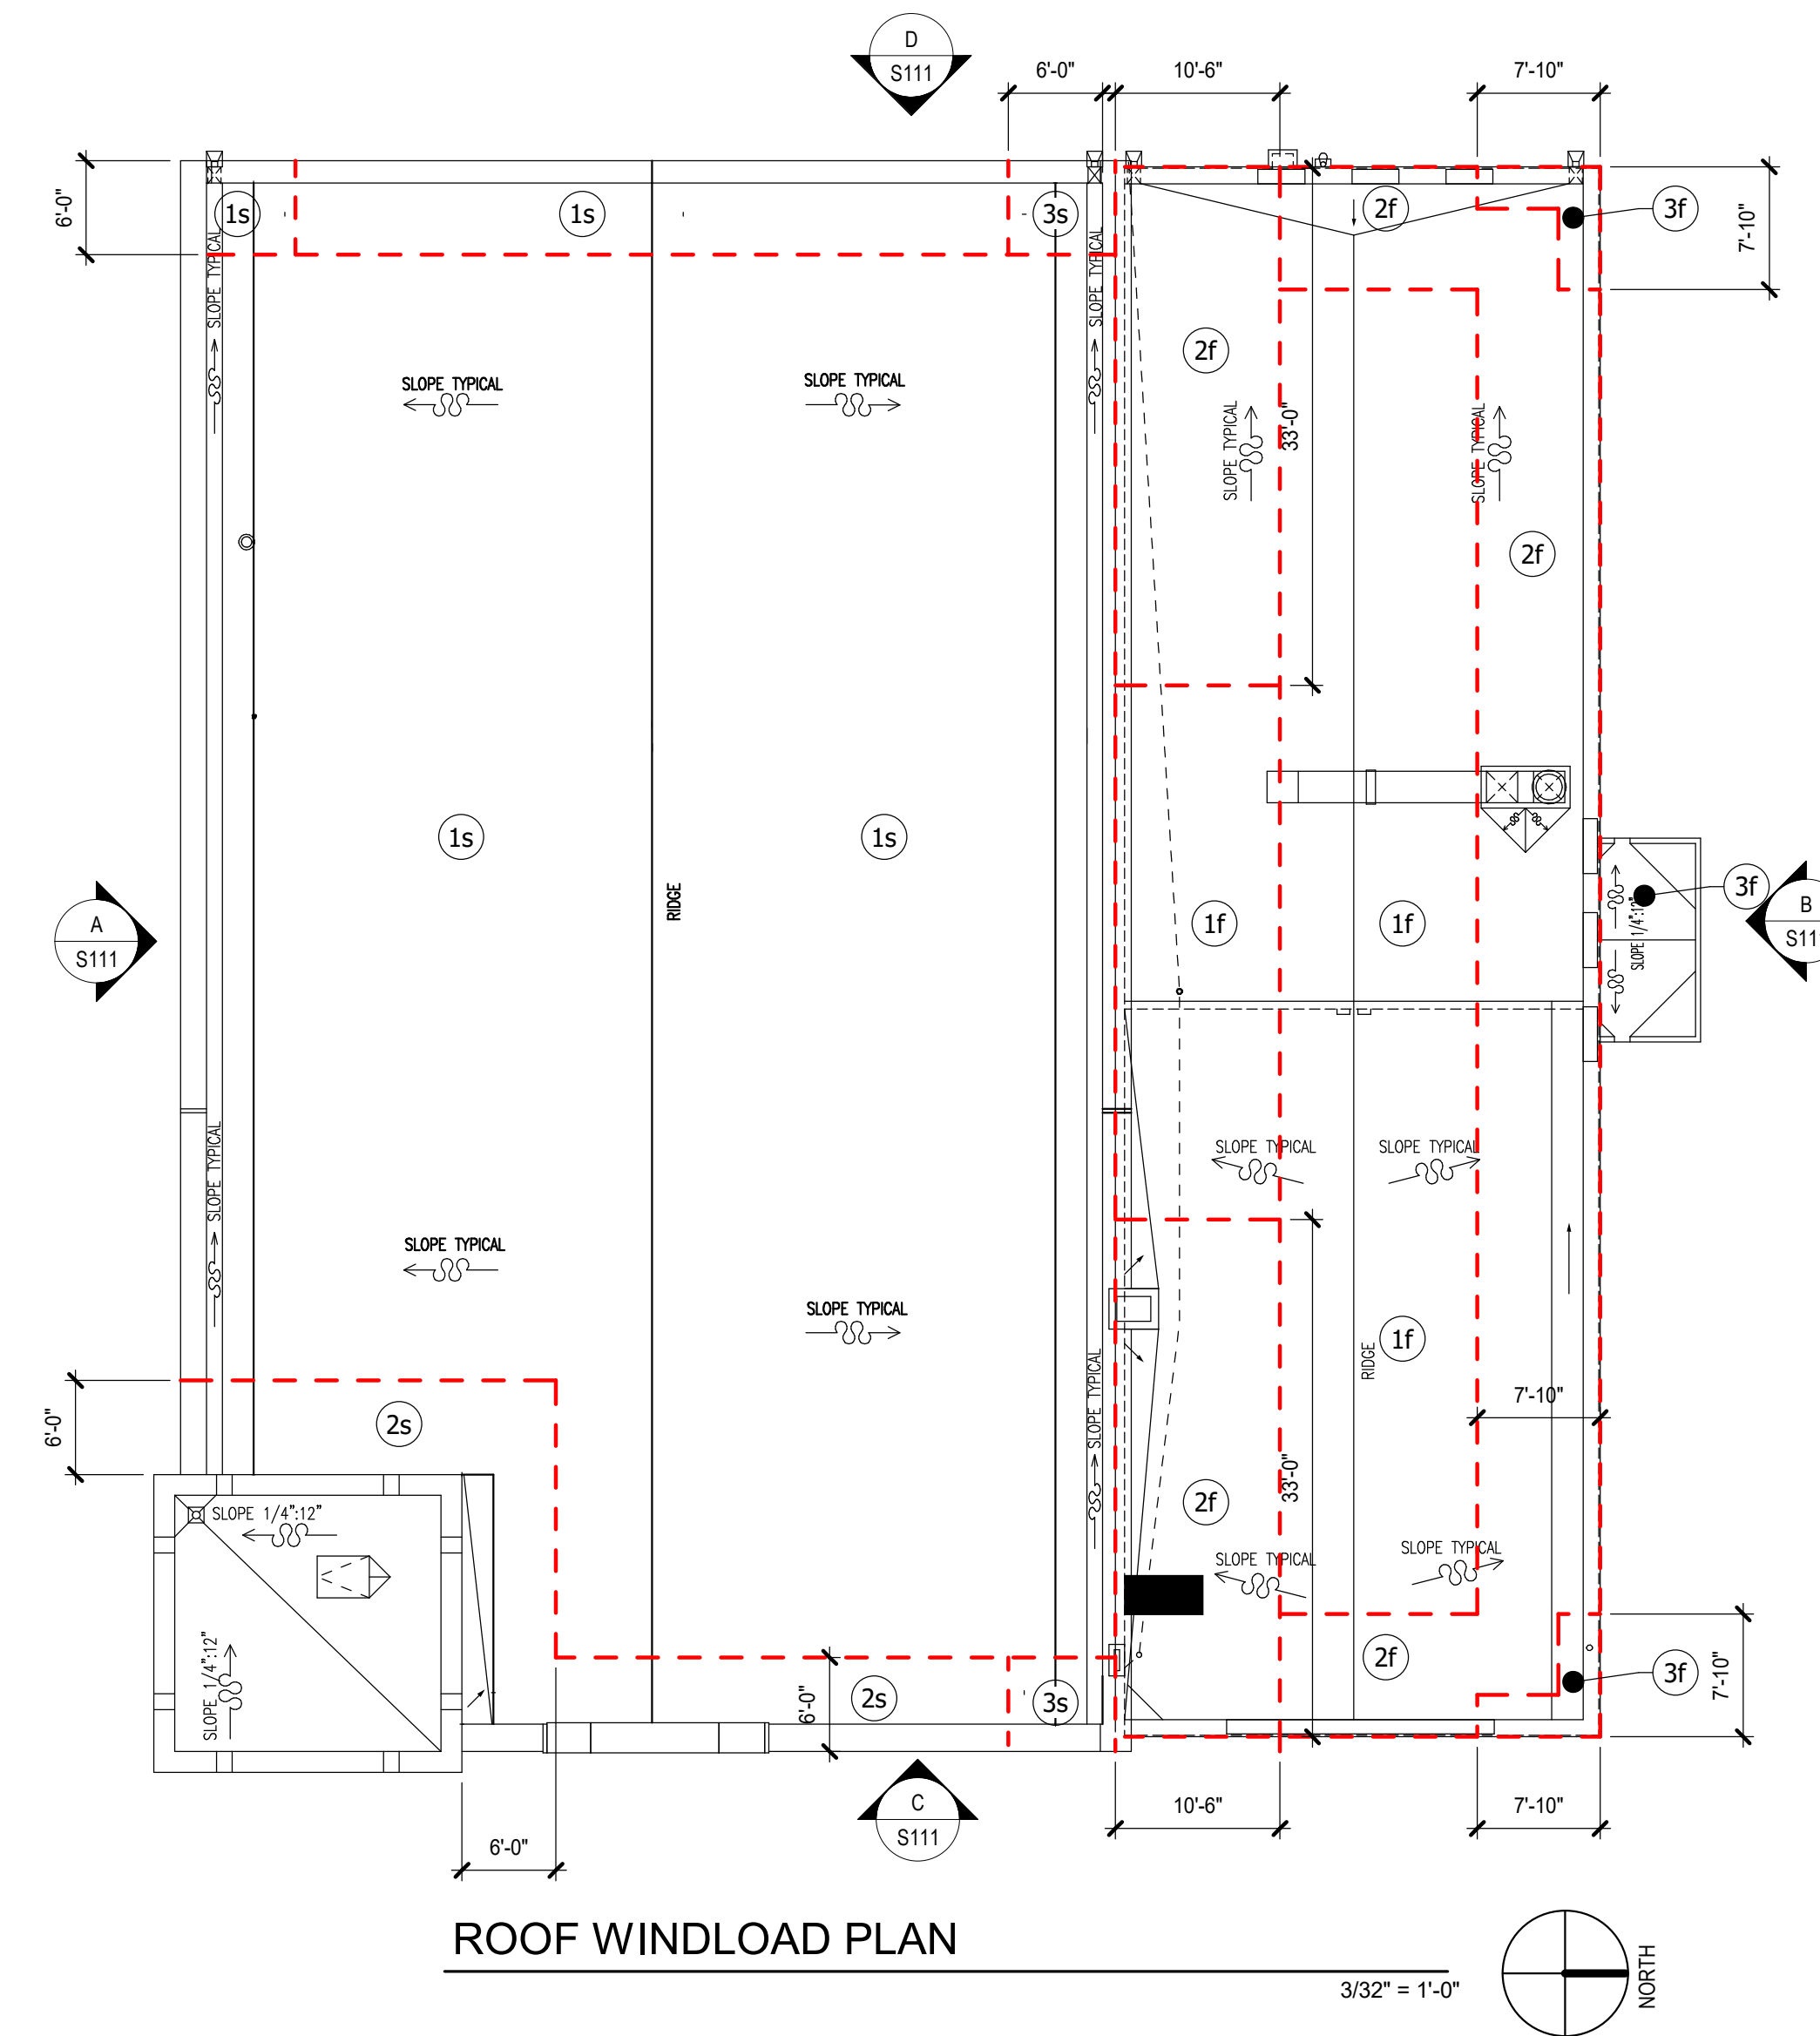 D
S111
6'-0"
10'-6"
7'-10"
6'-0"
1s
1s
3s
2f
3f
7'-10"
SLOPE TYPICAL
SLOPE TYPICAL
SLOPE TYPICAL
SLOPE TYPICAL
2f
33'-0"
SLOPE TYPICAL
SLOPE TYPICAL
2f
1s
1s
RIDGE
A
S111
1f
1f
3f
SLOPE 1/4":12"
B
SLOPE TYPICAL
SLOPE TYPICAL
SLOPE TYPICAL
SLOPE TYPICAL
SLOPE TYPICAL
SLOPE TYPICAL
RIDGE
1f
7'-10"
6'-0"
2s
33'-0"
2f
SLOPE 1/4":12"
SLOPE TYPICAL
SLOPE TYPICAL
SLOPE 1/4":12"
6'-0"
2s
3s
2f
3f
7'-10"
C
S111
6'-0"
10'-6"
7'-10"
ROOF WINDLOAD PLAN
3/32" = 1'-0"
NORTH